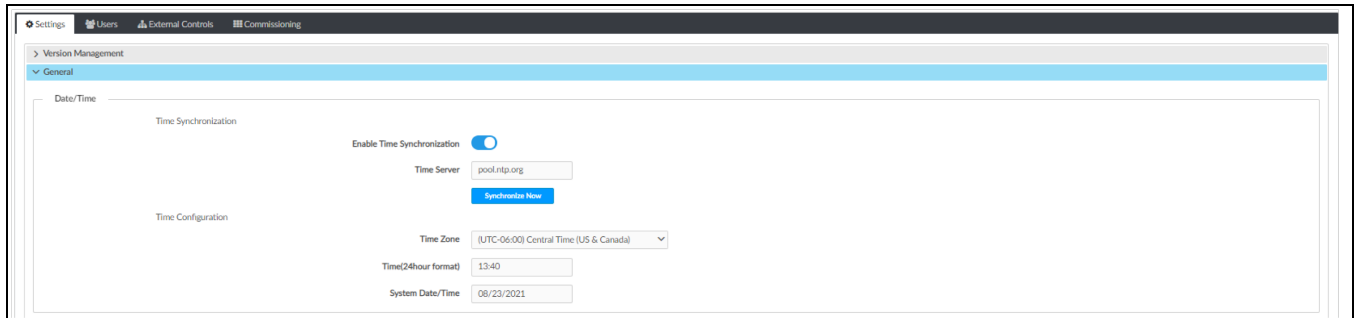 Settings Users External Controls Commissioning
Version Management
General
Date/Time
Time Synchronization
Enable Time Synchronization
Time Server pool.ntp.org
Synchronize Now
Time Configuration
Time Zone (UTC-06:00) Central Time (US & Canada)
Time(24hour format) 13:40
System Date/Time 08/23/2021